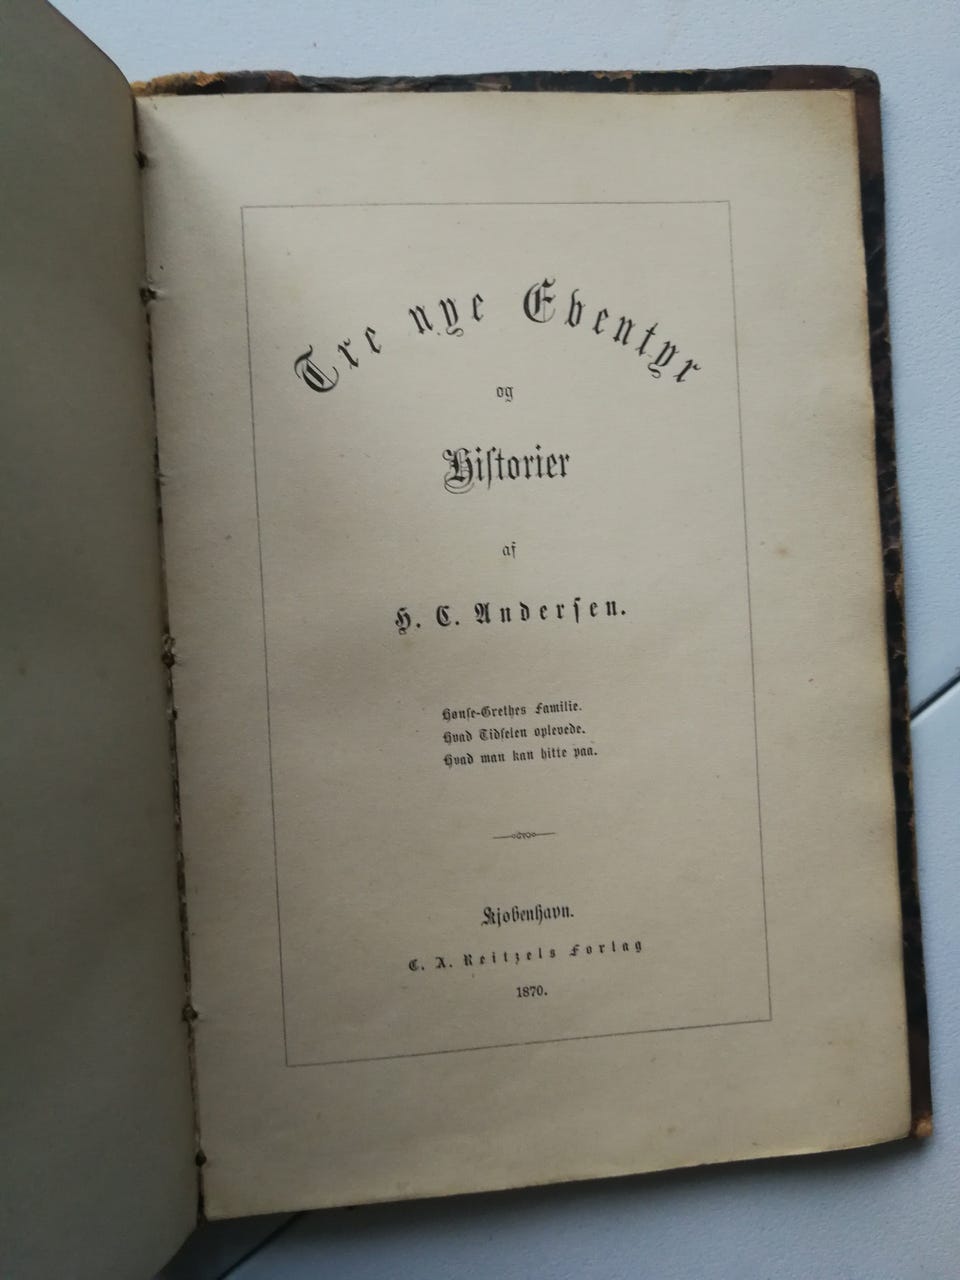 Tre nye Eventyr
og
Hiſtorier
af
H. C. Anderſen.
Hønſe-Grethes Familie.
Hvad Tidſelen oplevede.
Hvad man kan hitte paa.
Kjøbenhavn.
C. A. Reitzels Forlag
1870.